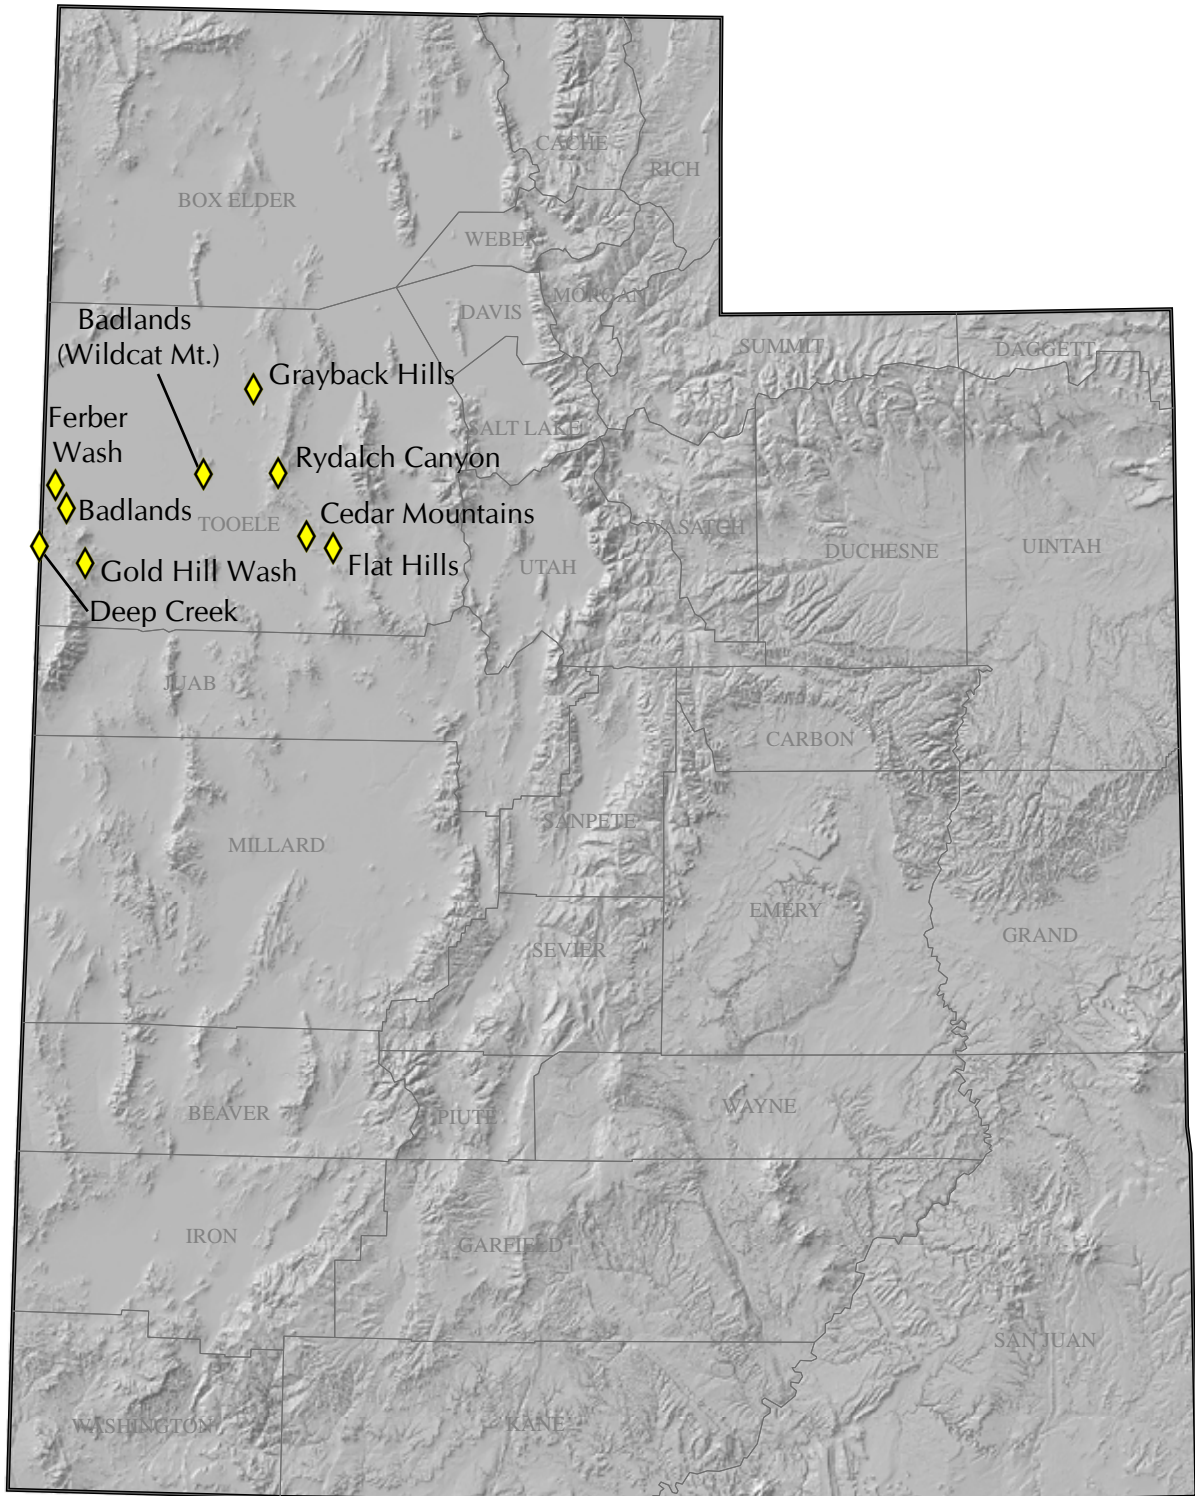 CACHE
RICH
BOX ELDER
WEBER
MORGAN
DAVIS
Badlands
(Wildcat Mt.)
SUMMIT
DAGGETT
Grayback Hills
Ferber
Wash
SALT LAKE
Rydalch Canyon
Badlands
TOOELE
Cedar Mountains
WASATCH
DUCHESNE
UINTAH
Gold Hill Wash
Flat Hills
UTAH
Deep Creek
JUAB
CARBON
SANPETE
MILLARD
EMERY
GRAND
SEVIER
BEAVER
PIUTE
WAYNE
IRON
GARFIELD
SAN JUAN
WASHINGTON
KANE